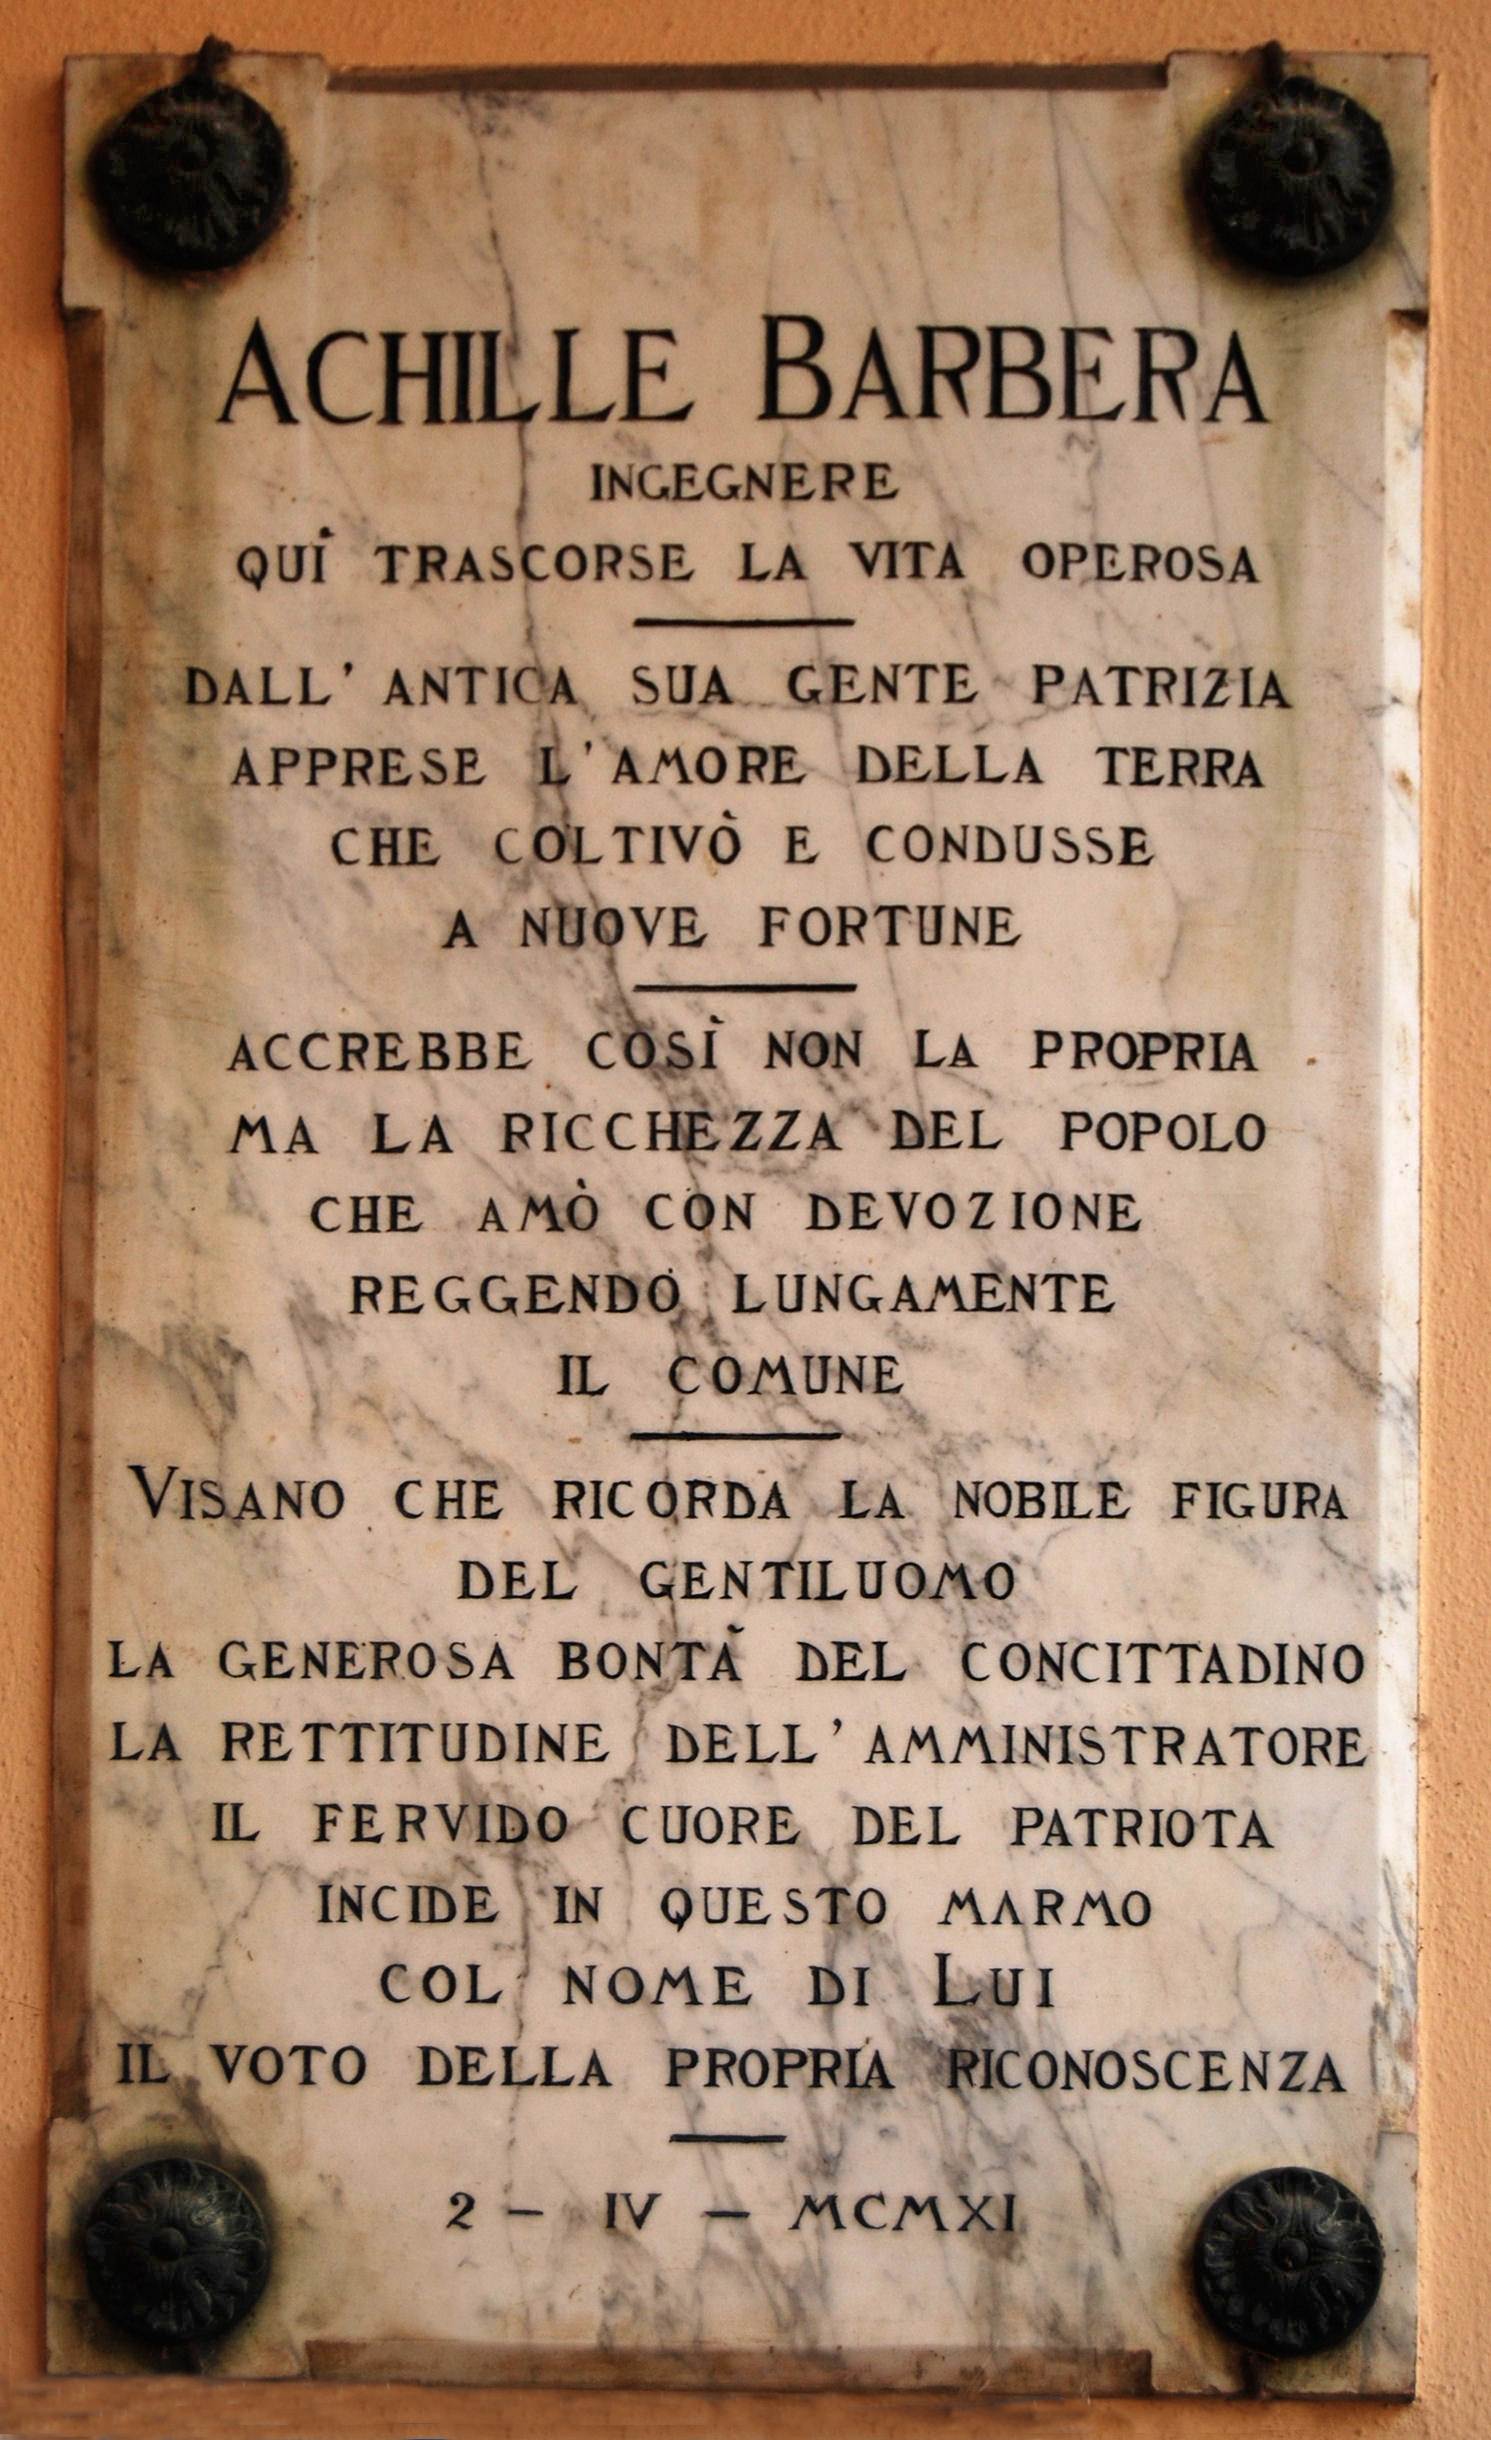 ACHILLE BARBERA
INGEGNERE
QUÌ TRASCORSE LA VITA OPEROSA
DALL' ANTICA SUA GENTE PATRIZIA
APPRESE L'AMORE DELLA TERRA
CHE COLTIVÒ E CONDUSSE
A NUOVE FORTUNE
ACCREBBE COSÌ NON LA PROPRIA
MA LA RICCHEZZA DEL POPOLO
CHE AMÒ CON DEVOZIONE
REGGENDO LUNGAMENTE
IL COMUNE
VISANO CHE RICORDA LA NOBILE FIGURA
DEL GENTILUOMO
LA GENEROSA BONTÀ DEL CONCITTADINO
LA RETTITUDINE DELL'AMMINISTRATORE
IL FERVIDO CUORE DEL PATRIOTA
INCIDE IN QUESTO MARMO
COL NOME DI LUI
IL VOTO DELLA PROPRIA RICONOSCENZA
2 - IV - MCMXI